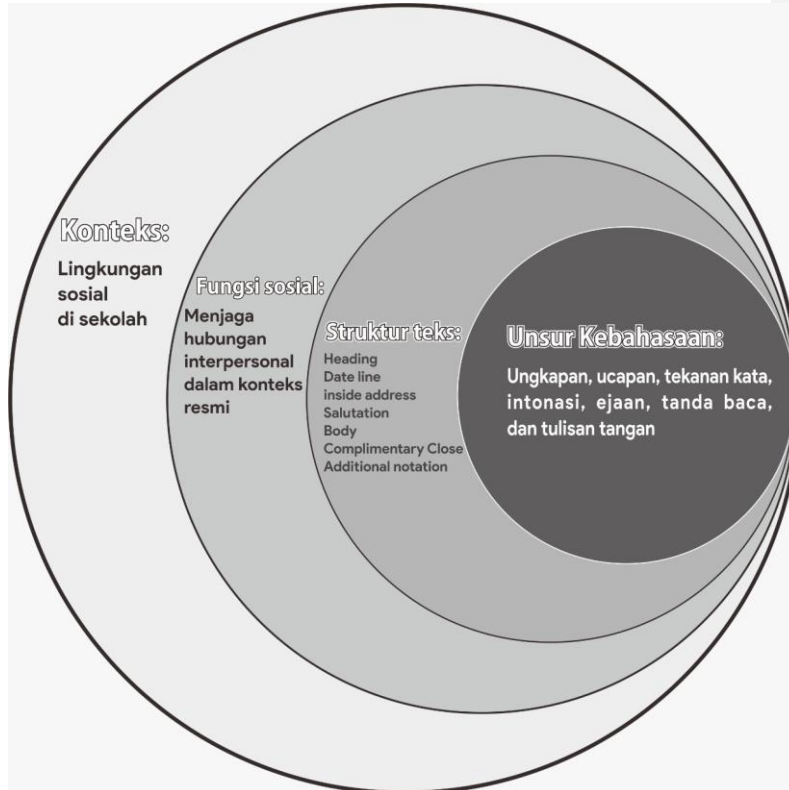 Konteks:
Lingkungan
sosial
di sekolah
Fungsi sosial:
Menjaga
hubungan
interpersonal
dalam konteks
resmi
Struktur teks:
Heading
Date line
inside address
Salutation
Body
Complimentary Close
Additional notation
Unsur Kebahasaan:
Ungkapan, ucapan, tekanan kata,
intonasi, ejaan, tanda baca,
dan tulisan tangan